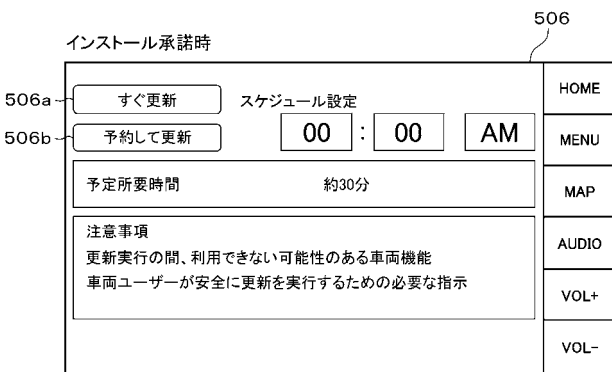 506
インストール承諾時
506a
すぐ更新
スケジュール設定
506b
予約して更新
00 : 00 AM
予定所要時間 約30分
注意事項
更新実行の間、利用できない可能性のある車両機能
車両ユーザーが安全に更新を実行するための必要な指示
HOME
MENU
MAP
AUDIO
VOL+
VOL-